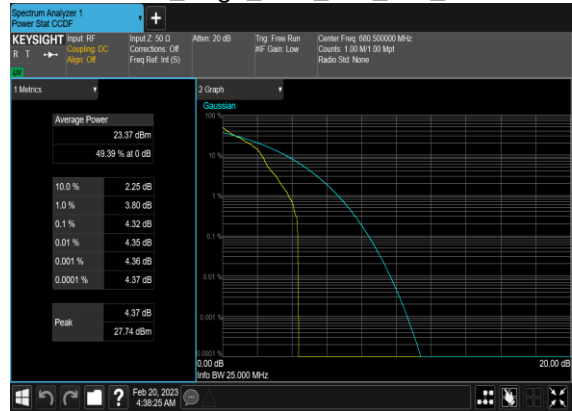 Spectrum Analyzer 1
Power Stat CCDF
KEYSIGHT
R T
Input: RF
Coupling: DC
Align: Off
Input Z: 50 Ω
Corrections: Off
Freq Ref: Int (S)
Atten: 20 dB
Trig: Free Run
#IF Gain: Low
Center Freq: 680.500000 MHz
Counts: 1.00 M/1.00 Mpt
Radio Std: None
1 Metrics
Average Power
23.37 dBm
49.39 % at 0 dB
10.0 % 2.25 dB
1.0 % 3.80 dB
0.1 % 4.32 dB
0.01 % 4.35 dB
0.001 % 4.36 dB
0.0001 % 4.37 dB
Peak 4.37 dB
27.74 dBm
2 Graph
Gaussian
100 %
10 %
1 %
0.1 %
0.01 %
0.001 %
0.0001 %
0.00 dB 20.00 dB
Info BW 25.000 MHz
Feb 20, 2023
4:38:25 AM